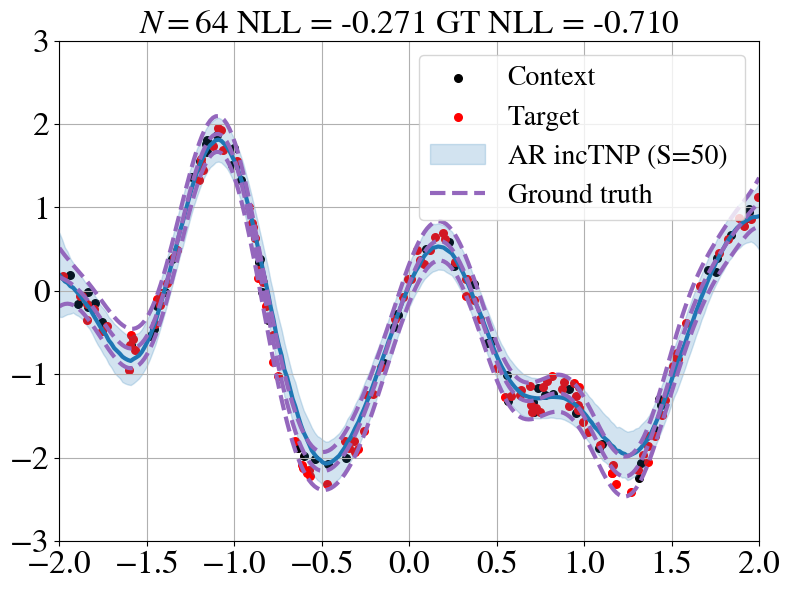 N = 64 NLL = -0.271 GT NLL = -0.710
Context
Target
AR incTNP (S=50)
Ground truth
3
2
1
0
−1
−2
−3
−2.0 −1.5 −1.0 −0.5 0.0 0.5 1.0 1.5 2.0